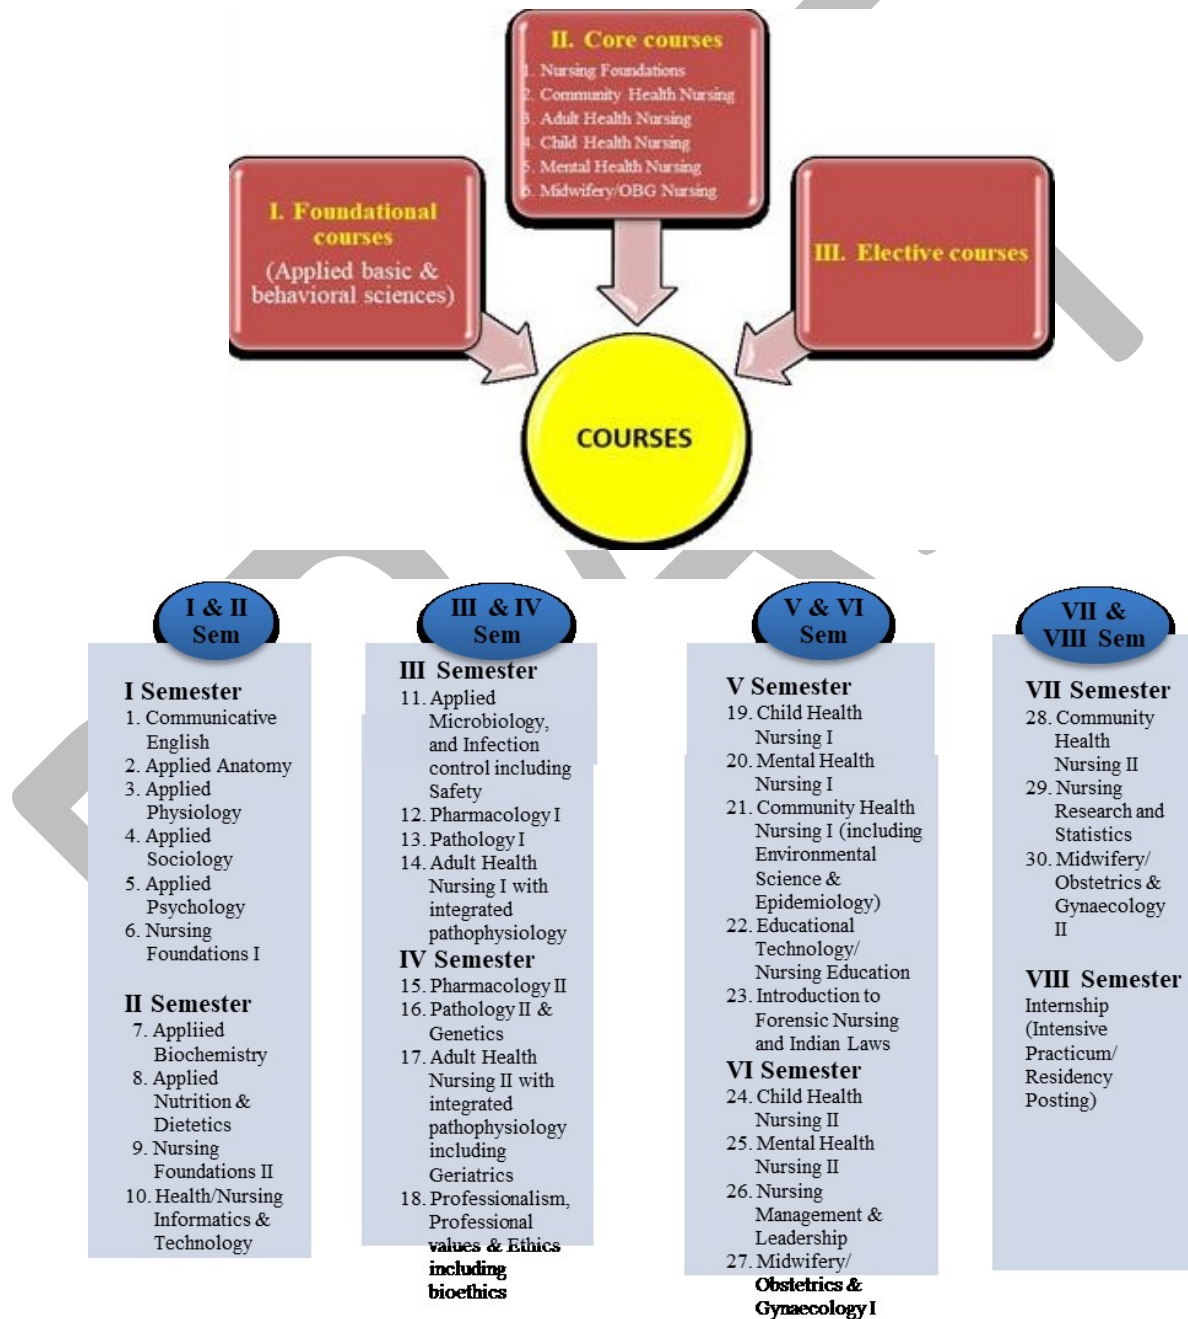 II. Core courses
1. Nursing Foundations
2. Community Health Nursing
3. Adult Health Nursing
4. Child Health Nursing
5. Mental Health Nursing
6. Midwifery/OBG Nursing
I. Foundational
courses
(Applied basic &
behavioral sciences)
III. Elective courses
COURSES
I & II
Sem
I Semester
1. Communicative
English
2. Applied Anatomy
3. Applied
Physiology
4. Applied
Sociology
5. Applied
Psychology
6. Nursing
Foundations I
II Semester
7. Appliied
Biochemistry
8. Applied
Nutrition &
Dietetics
9. Nursing
Foundations II
10. Health/Nursing
Informatics &
Technology
III & IV
Sem
III Semester
11. Applied
Microbiology,
and Infection
control including
Safety
12. Pharmacology I
13. Pathology I
14. Adult Health
Nursing I with
integrated
pathophysiology
IV Semester
15. Pharmacology II
16. Pathology II &
Genetics
17. Adult Health
Nursing II with
integrated
pathophysiology
including
Geriatrics
18. Professionalism,
Professional
values & Ethics
including
bioethics
V & VI
Sem
V Semester
19. Child Health
Nursing I
20. Mental Health
Nursing I
21. Community Health
Nursing I (including
Environmental
Science &
Epidemiology)
22. Educational
Technology/
Nursing Education
23. Introduction to
Forensic Nursing
and Indian Laws
VI Semester
24. Child Health
Nursing II
25. Mental Health
Nursing II
26. Nursing
Management &
Leadership
27. Midwifery/
Obstetrics &
Gynaecology I
VII &
VIII Sem
VII Semester
28. Community
Health
Nursing II
29. Nursing
Research and
Statistics
30. Midwifery/
Obstetrics &
Gynaecology
II
VIII Semester
Internship
(Intensive
Practicum/
Residency
Posting)